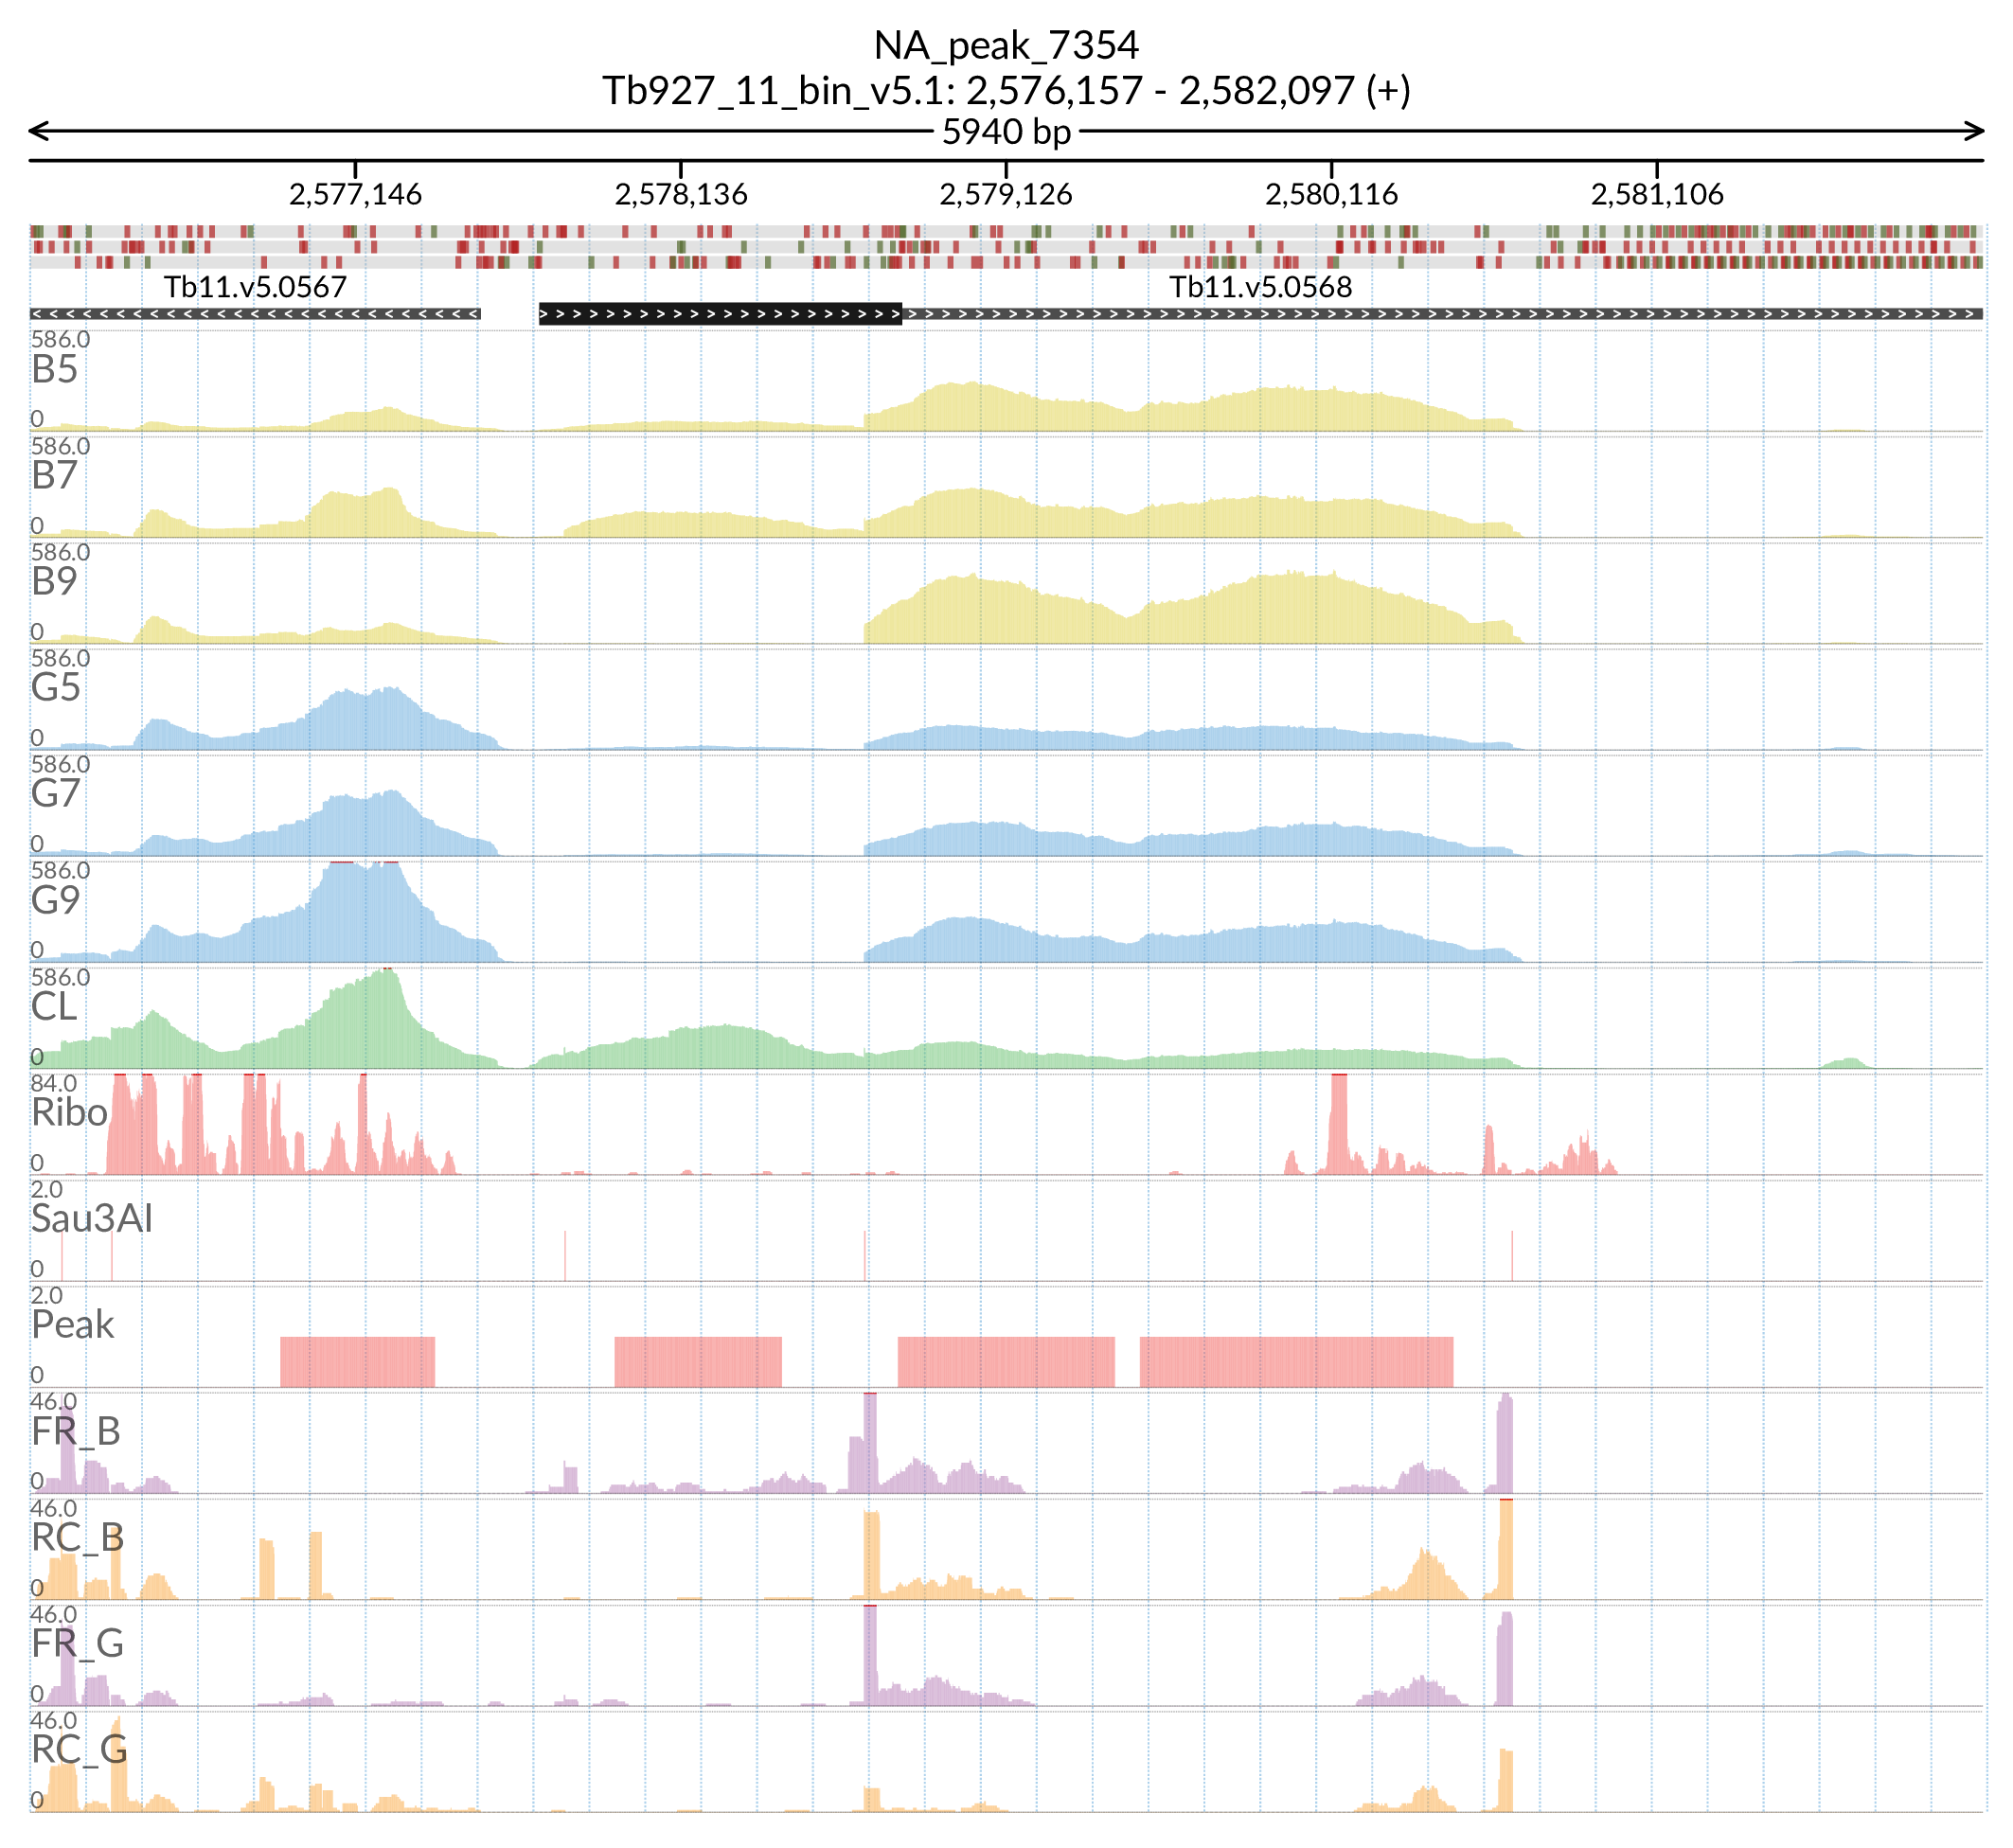 NA_peak_7354
Tb927_11_bin_v5.1: 2,576,157 - 2,582,097 (+)
5940 bp
2,577,146 2,578,136 2,579,126 2,580,116 2,581,106
Tb11.v5.0567 Tb11.v5.0568
586.0
B5
0
586.0
B7
0
586.0
B9
0
586.0
G5
0
586.0
G7
0
586.0
G9
0
586.0
CL
0
84.0
Ribo
0
2.0
Sau3AI
0
2.0
Peak
0
46.0
FR_B
0
46.0
RC_B
0
46.0
FR_G
0
46.0
RC_G
0